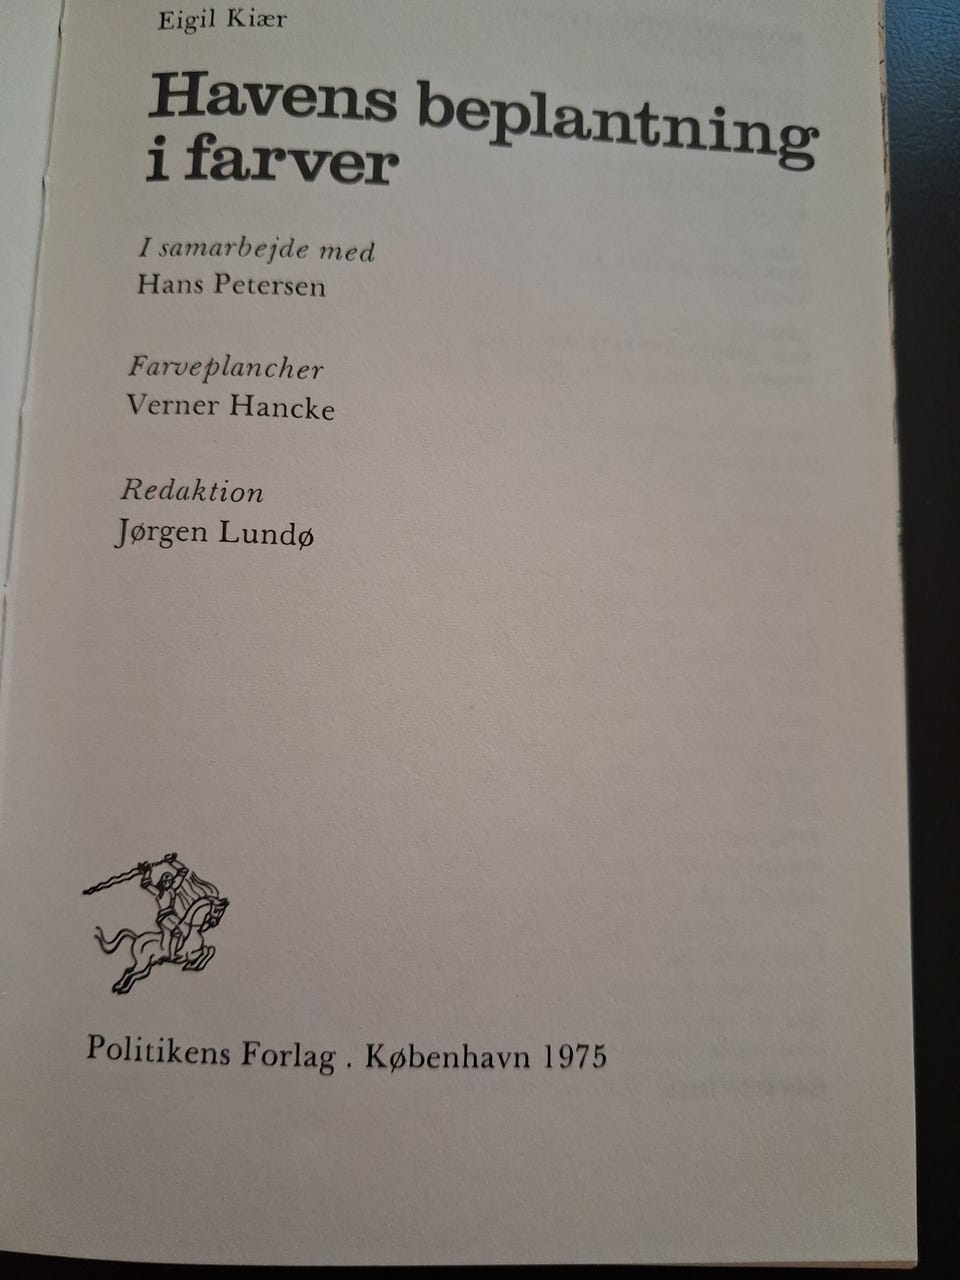 Eigil Kiær
Havens beplantning
i farver
I samarbejde med
Hans Petersen
Farveplancher
Verner Hancke
Redaktion
Jørgen Lundø
Politikens Forlag . København 1975